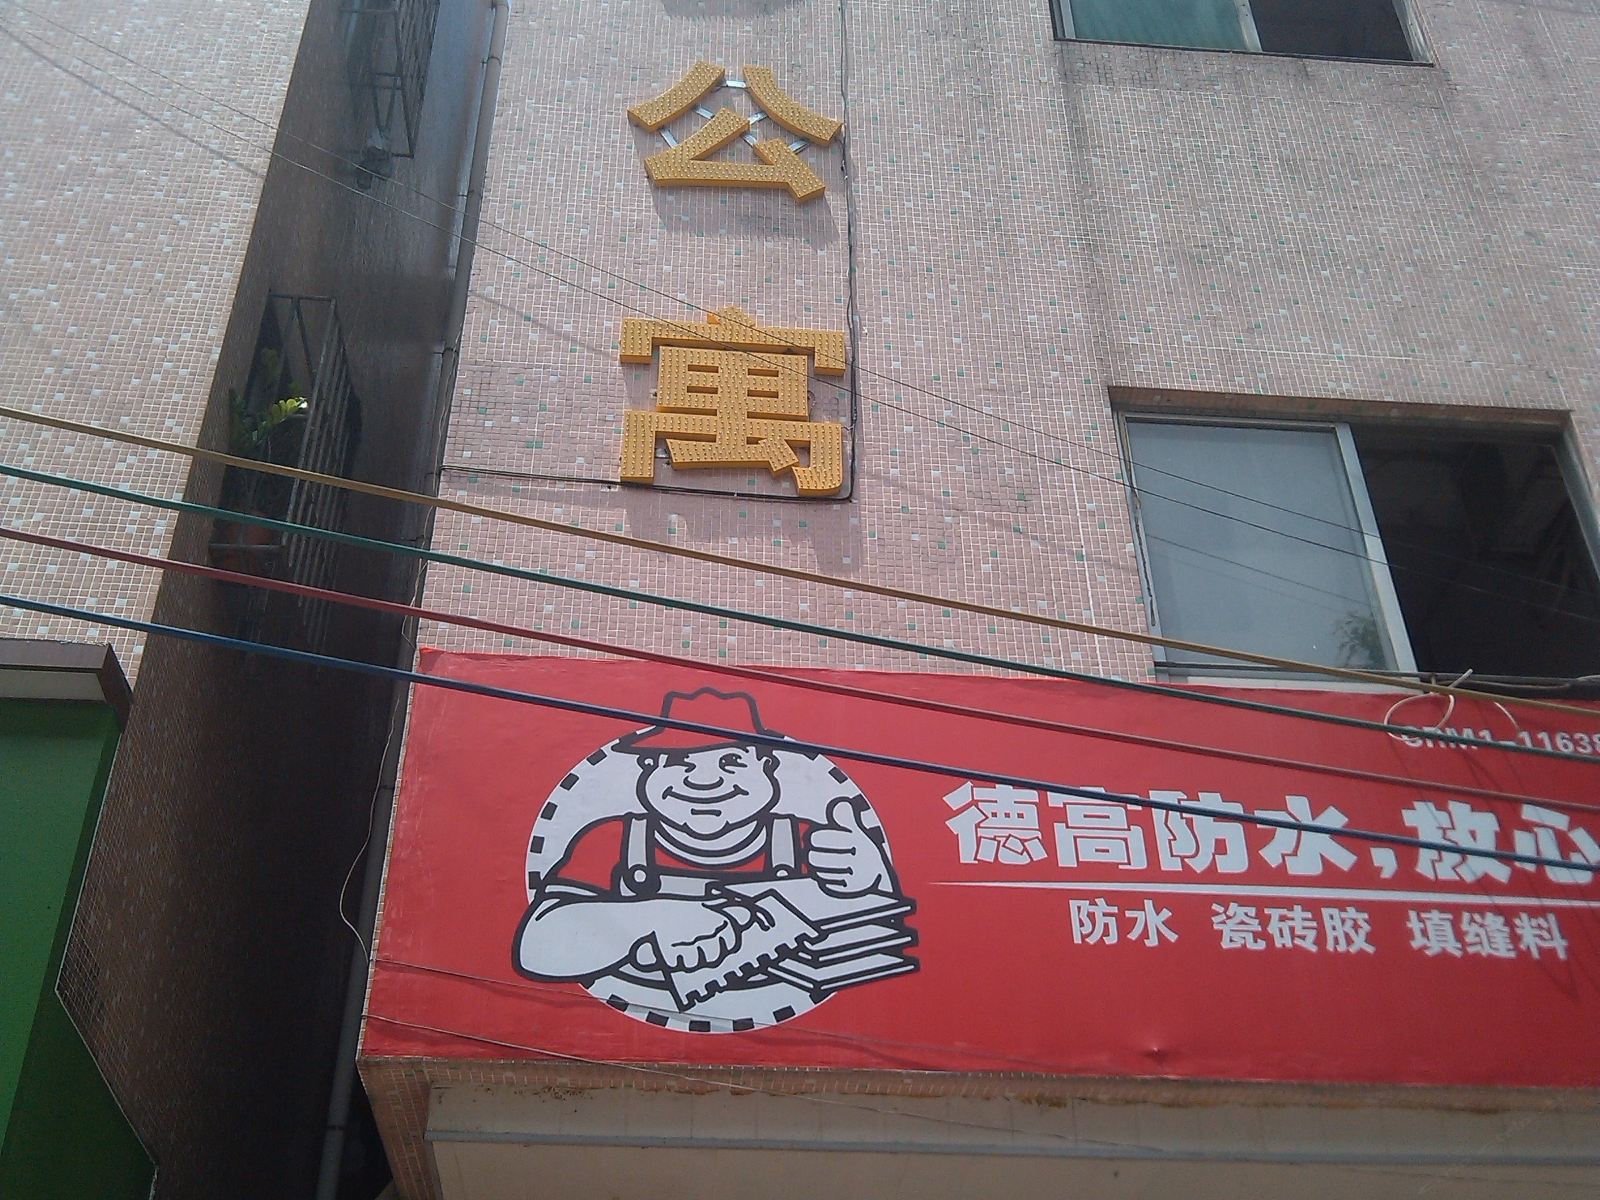 公
寓
德高防水，放心
防水 瓷砖胶 填缝料